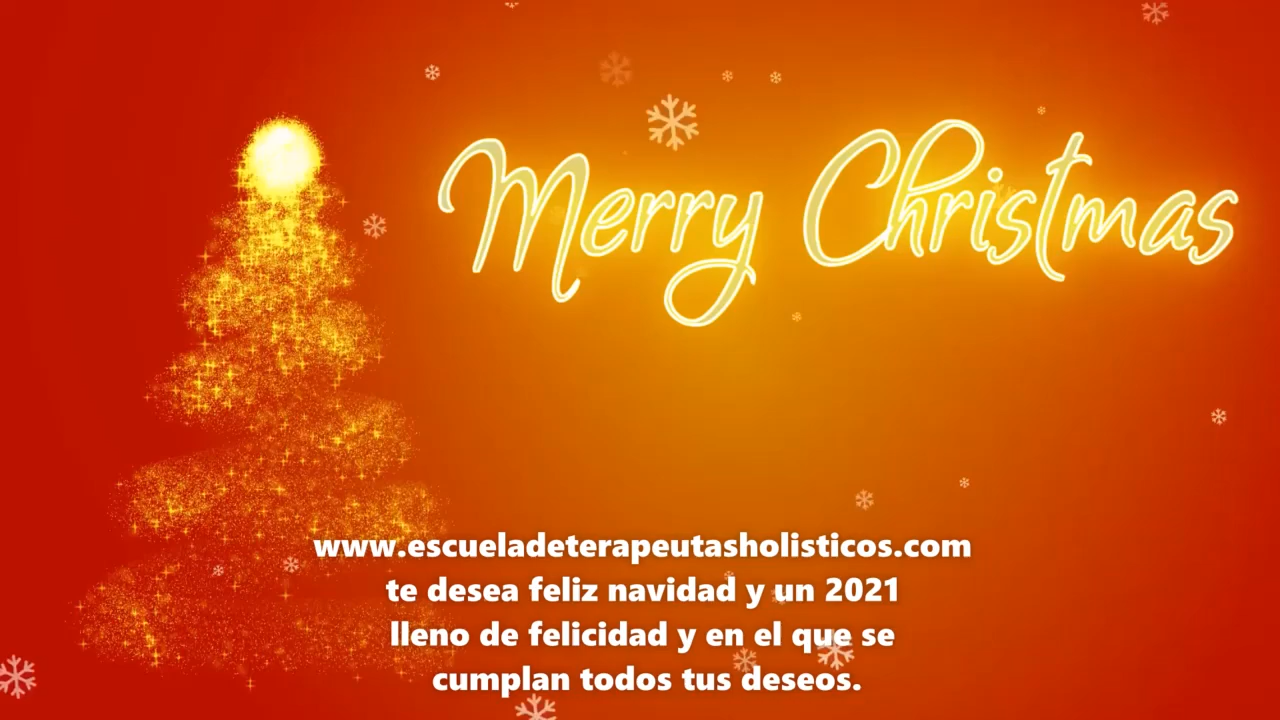 Merry Christmas
www.escueladeterapeutasholisticos.com
te desea feliz navidad y un 2021
lleno de felicidad y en el que se
cumplan todos tus deseos.